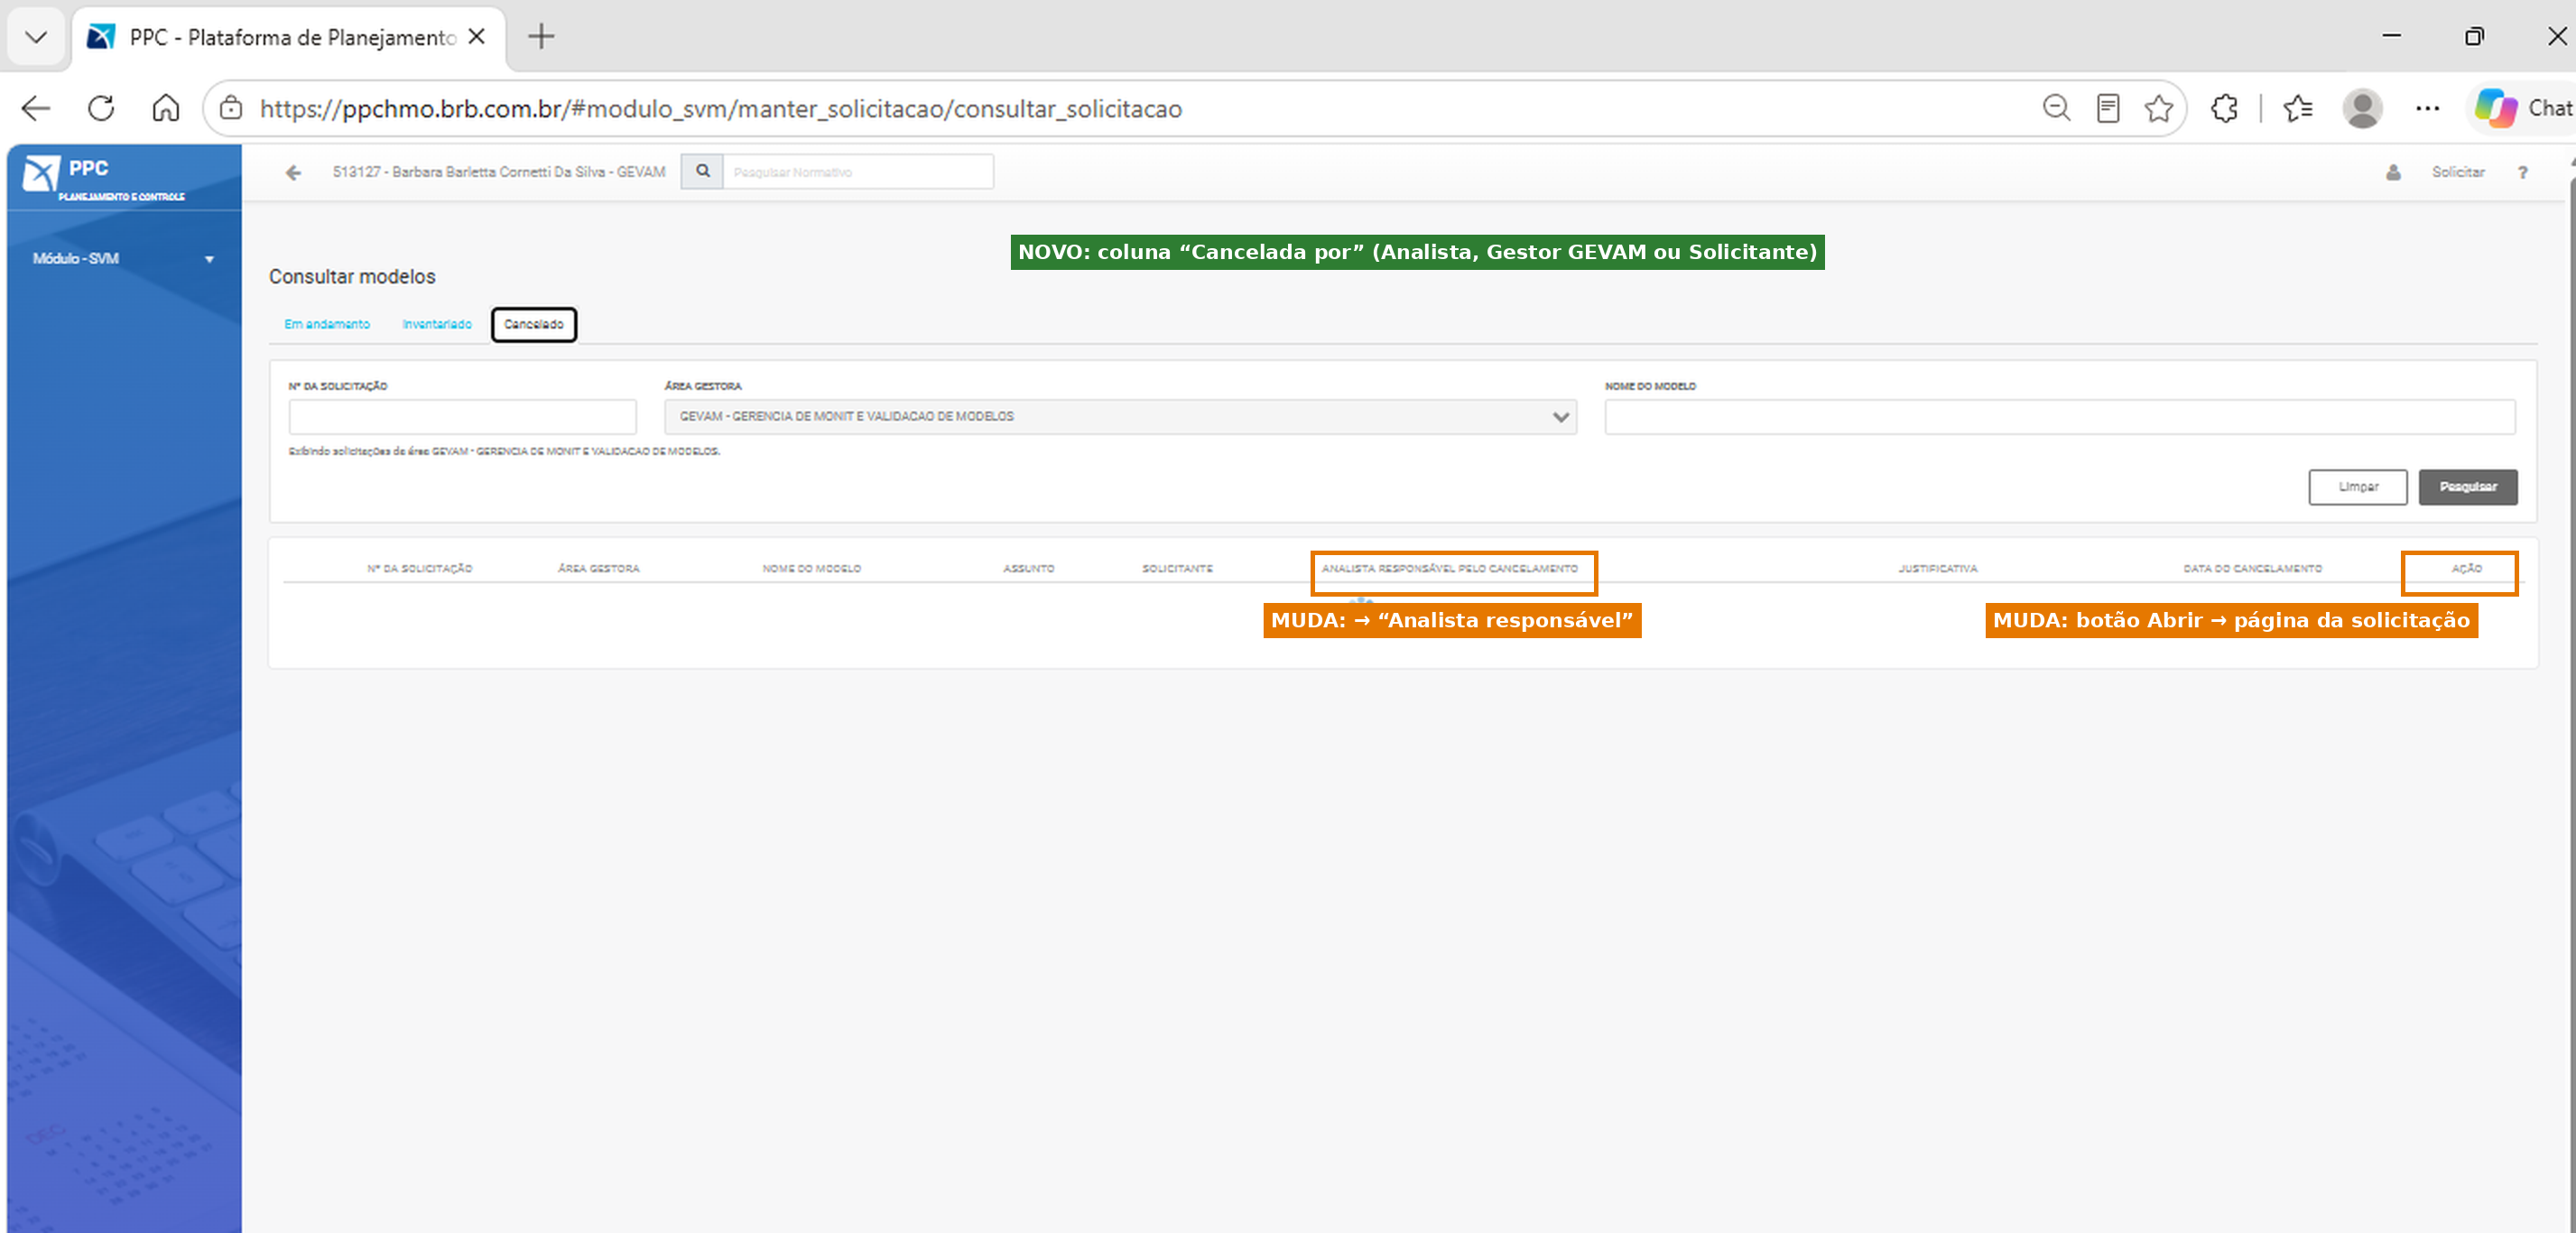 PPC - Plataforma de Planejamento
https://ppchmo.brb.com.br/#modulo_svm/manter_solicitacao/consultar_solicitacao
Chat
PPC
PLANEJAMENTO E CONTROLE
513127 - Barbara Barletta Cornetti Da Silva - GEVAM
Pesquisar Normativo
Solicitar
?
Módulo - SVM
NOVO: coluna “Cancelada por” (Analista, Gestor GEVAM ou Solicitante)
Consultar modelos
Em andamento
Inventariado
Cancelado
Nº DA SOLICITAÇÃO
ÁREA GESTORA
NOME DO MODELO
GEVAM - GERENCIA DE MONIT E VALIDACAO DE MODELOS
Exibindo solicitações da área GEVAM - GERENCIA DE MONIT E VALIDACAO DE MODELOS.
Limpar
Pesquisar
Nº DA SOLICITAÇÃO
ÁREA GESTORA
NOME DO MODELO
ASSUNTO
SOLICITANTE
ANALISTA RESPONSÁVEL PELO CANCELAMENTO
JUSTIFICATIVA
DATA DO CANCELAMENTO
AÇÃO
MUDA: → “Analista responsável”
MUDA: botão Abrir → página da solicitação
DEC